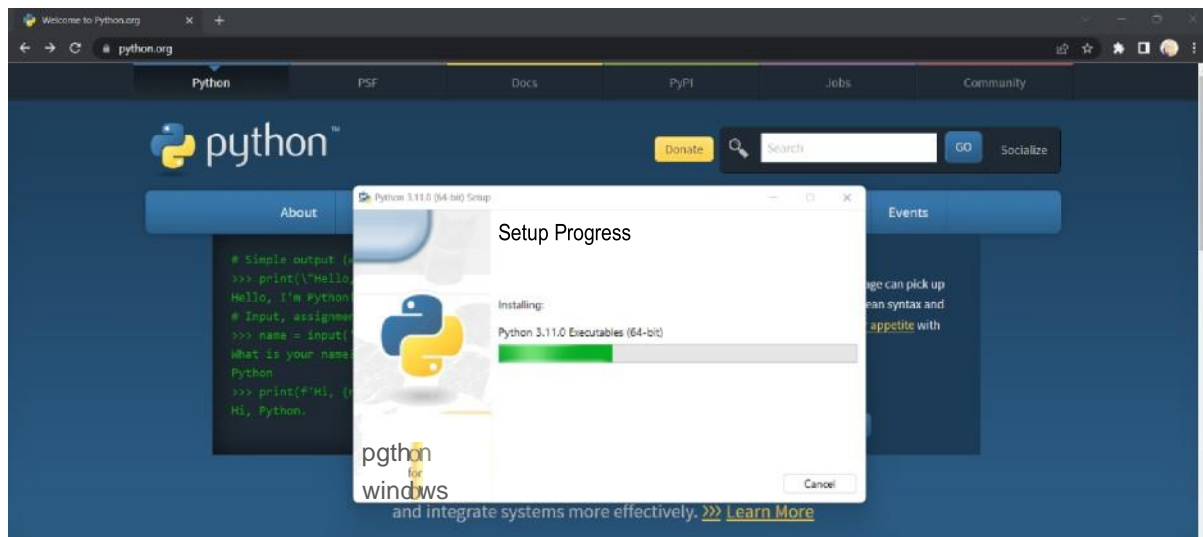 Welcome to Python.org
python.org
Python PSF Docs PyPI Jobs Community
python™
Donate Search GO Socialize
About Events
# Simple output
>>> print(\"Hello,
Hello, I'm Python!
# Input, assignmen
>>> name = input('
What is your name?
Python
>>> print(f'Hi, {
Hi, Python.
age can pick up
ean syntax and
appetite with
Python 3.11.0 (64-bit) Setup
Setup Progress
Installing:
Python 3.11.0 Executables (64-bit)
pgthon
for
windows
Cancel
and integrate systems more effectively. >>> Learn More